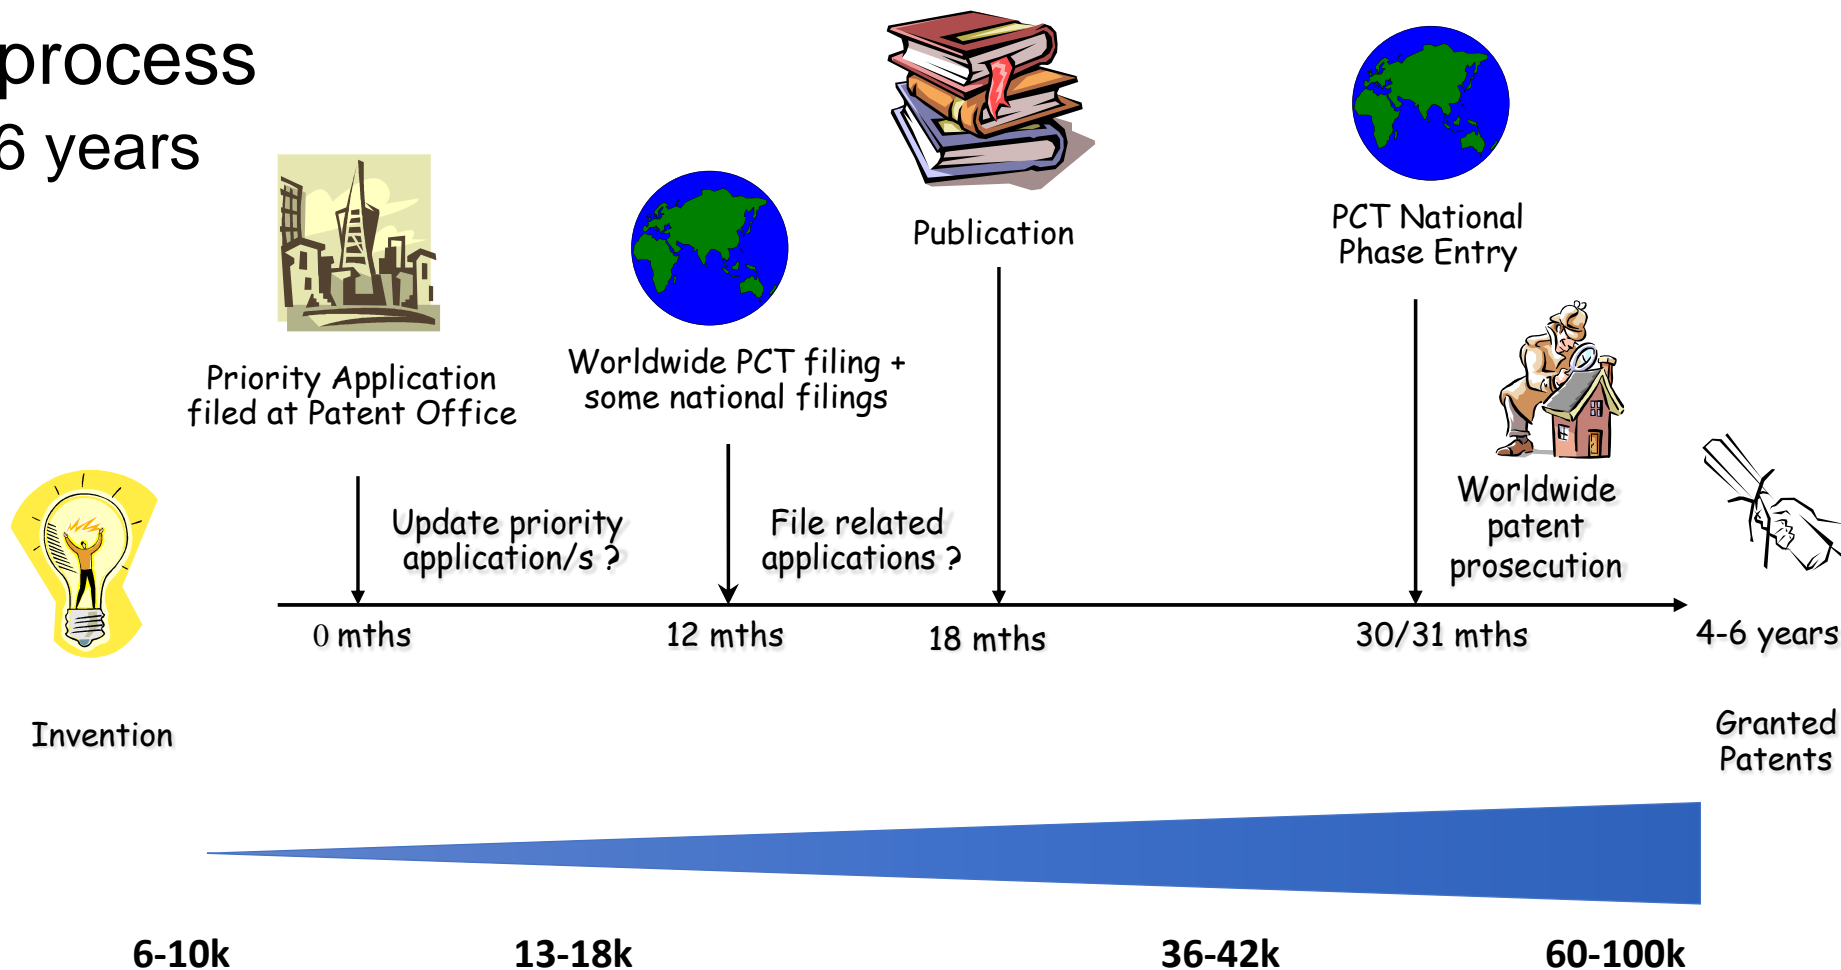 process
6 years
Publication
PCT National
Phase Entry
Worldwide PCT filing +
some national filings
Priority Application
filed at Patent Office
Update priority
application/s ?
File related
applications ?
Worldwide
patent
prosecution
0 mths
12 mths
18 mths
30/31 mths
4-6 years
Invention
Granted
Patents
6-10k
13-18k
36-42k
60-100k